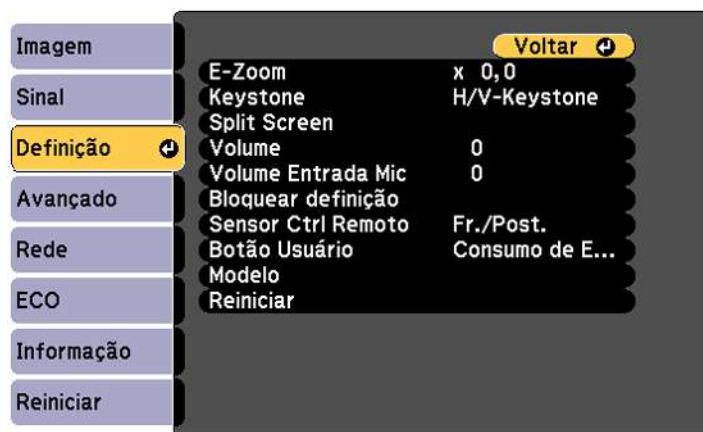 Imagem
Sinal
Definição
Avançado
Rede
ECO
Informação
Reiniciar
Voltar
E-Zoom x 0,0
Keystone H/V-Keystone
Split Screen
Volume 0
Volume Entrada Mic 0
Bloquear definição
Sensor Ctrl Remoto Fr./Post.
Botão Usuário Consumo de E...
Modelo
Reiniciar